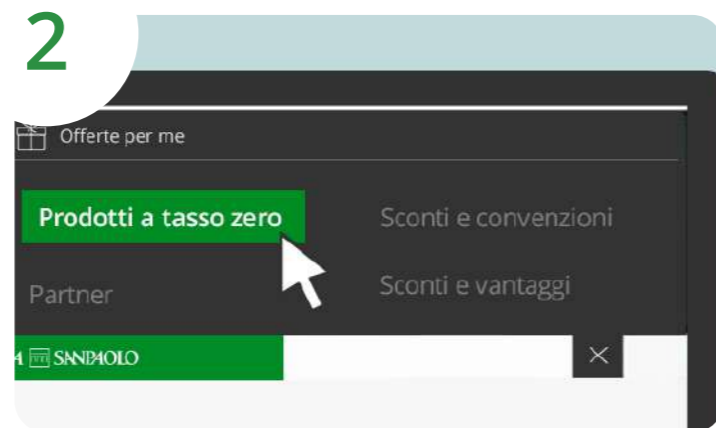 2
Offerte per me
Prodotti a tasso zero
Sconti e convenzioni
Partner
Sconti e vantaggi
A SANPAOLO